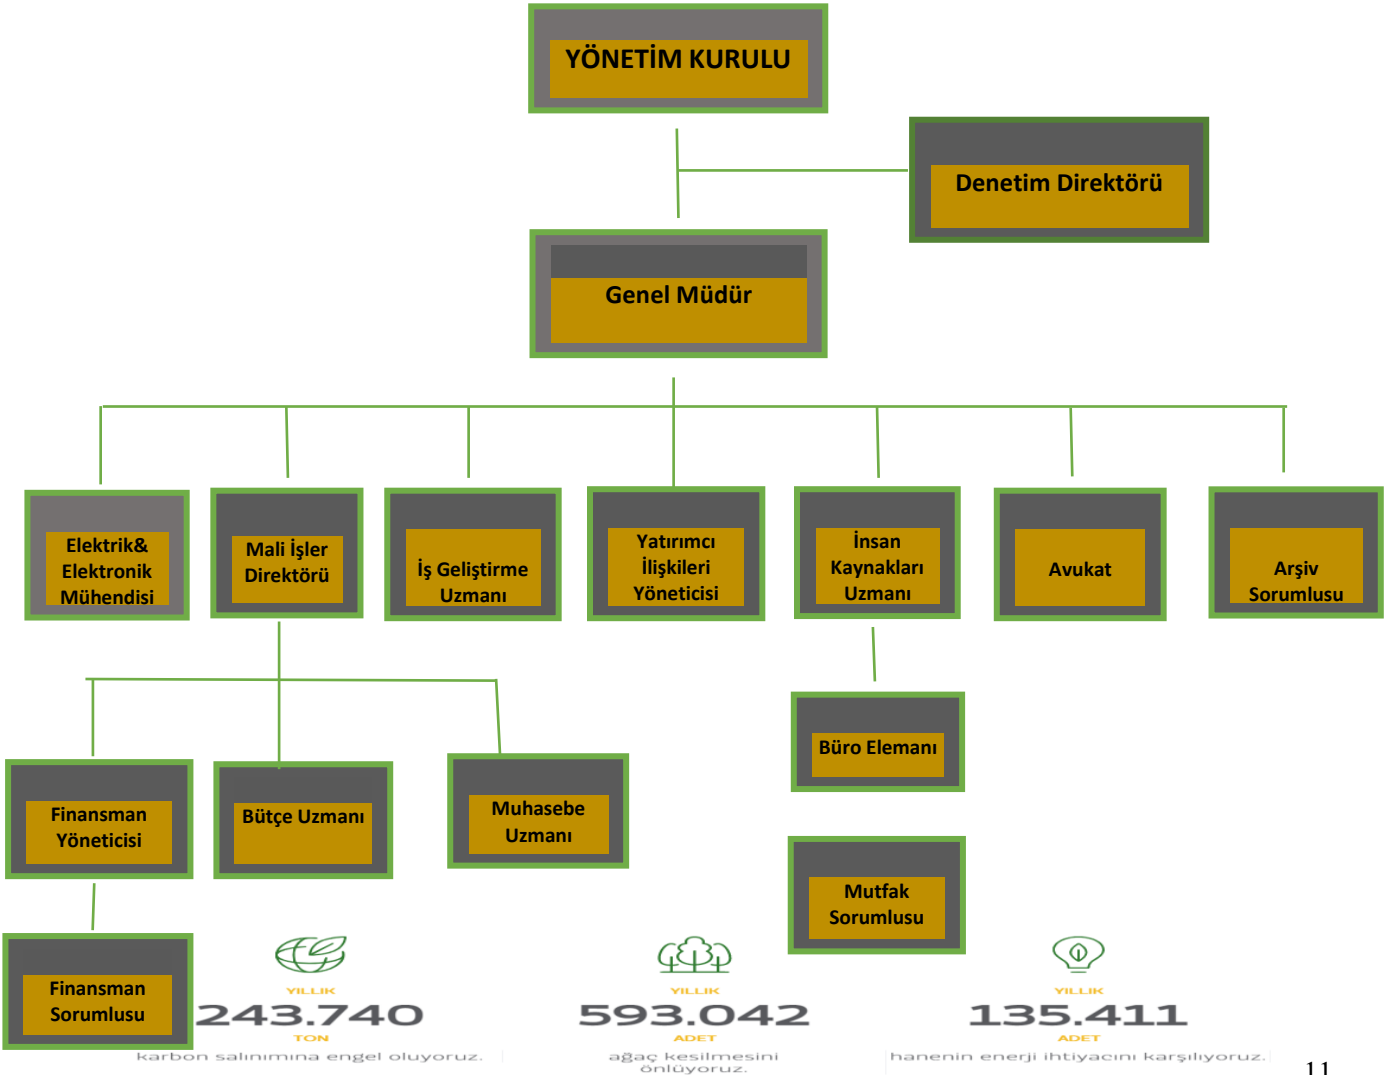 YÖNETİM KURULU
Denetim Direktörü
Genel Müdür
Elektrik&
Elektronik
Mühendisi
Mali İşler
Direktörü
İş Geliştirme
Uzmanı
Yatırımcı
İlişkileri
Yöneticisi
İnsan
Kaynakları
Uzmanı
Avukat
Arşiv
Sorumlusu
Finansman
Yöneticisi
Bütçe Uzmanı
Muhasebe
Uzmanı
Büro Elemanı
Mutfak
Sorumlusu
Finansman
Sorumlusu
YILLIK
243.740
TON
karbon salınımına engel oluyoruz.
YILLIK
593.042
ADET
ağaç kesilmesini
önlüyoruz.
YILLIK
135.411
ADET
hanenin enerji ihtiyacını karşılıyoruz.
11